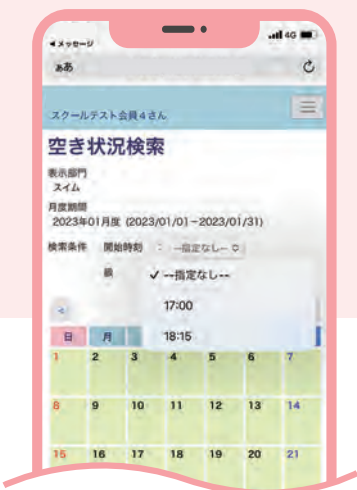 ◀メッセージ
4G
ああ
スクールテスト会員4さん
空き状況検索
表示部門
スイム
月度期間
2023年01月度 (2023/01/01-2023/01/31)
検索条件 開始時刻 : --指定なし--
✓ --指定なし--
17:00
<
日 月 18:15
1 2 3 4 5 6 7
8 9 10 11 12 13 14
15 16 17 18 19 20 21